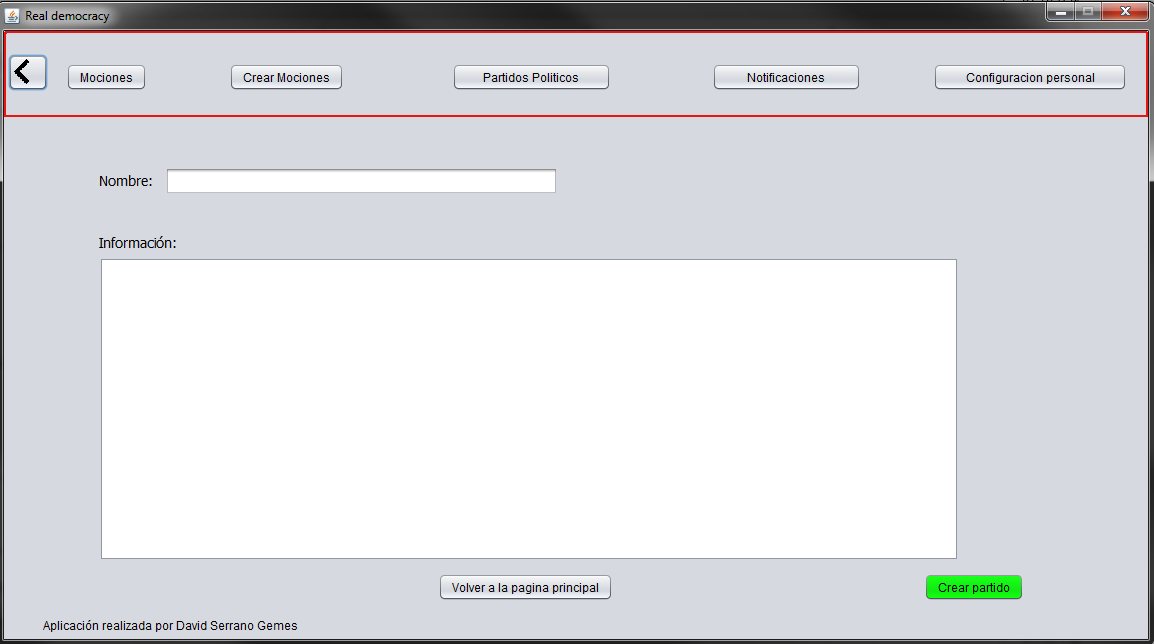 Real democracy
Mociones
Crear Mociones
Partidos Politicos
Notificaciones
Configuracion personal
Nombre:
Información:
Volver a la pagina principal
Crear partido
Aplicación realizada por David Serrano Gemes